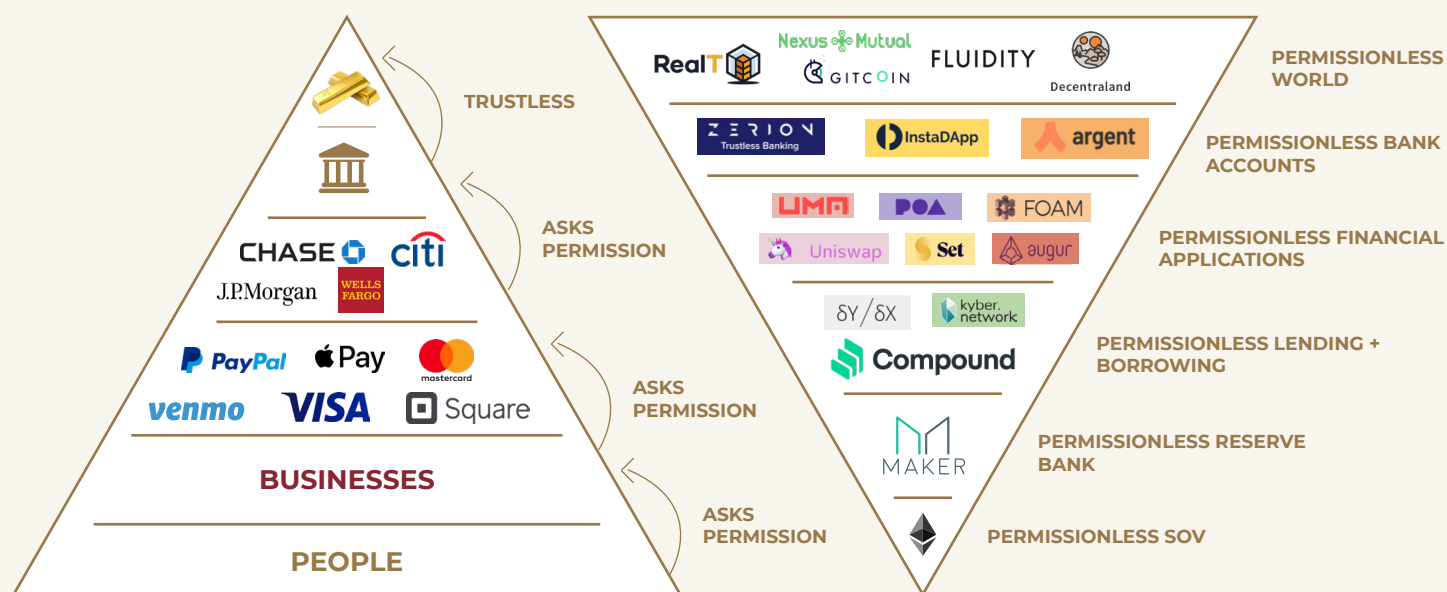 TRUSTLESS
ASKS
PERMISSION
CHASE
citi
J.P.Morgan
WELLS
FARGO
PayPal
Pay
mastercard
venmo
VISA
Square
ASKS
PERMISSION
BUSINESSES
ASKS
PERMISSION
PEOPLE
RealT
Nexus Mutual
GITCOIN
FLUIDITY
Decentraland
PERMISSIONLESS
WORLD
ZERION
Trustless Banking
InstaDApp
argent
PERMISSIONLESS BANK
ACCOUNTS
UMA
POA
FOAM
Uniswap
Set
augur
PERMISSIONLESS FINANCIAL
APPLICATIONS
δY/δX
kyber.
network
Compound
PERMISSIONLESS LENDING +
BORROWING
MAKER
PERMISSIONLESS RESERVE
BANK
PERMISSIONLESS SOV